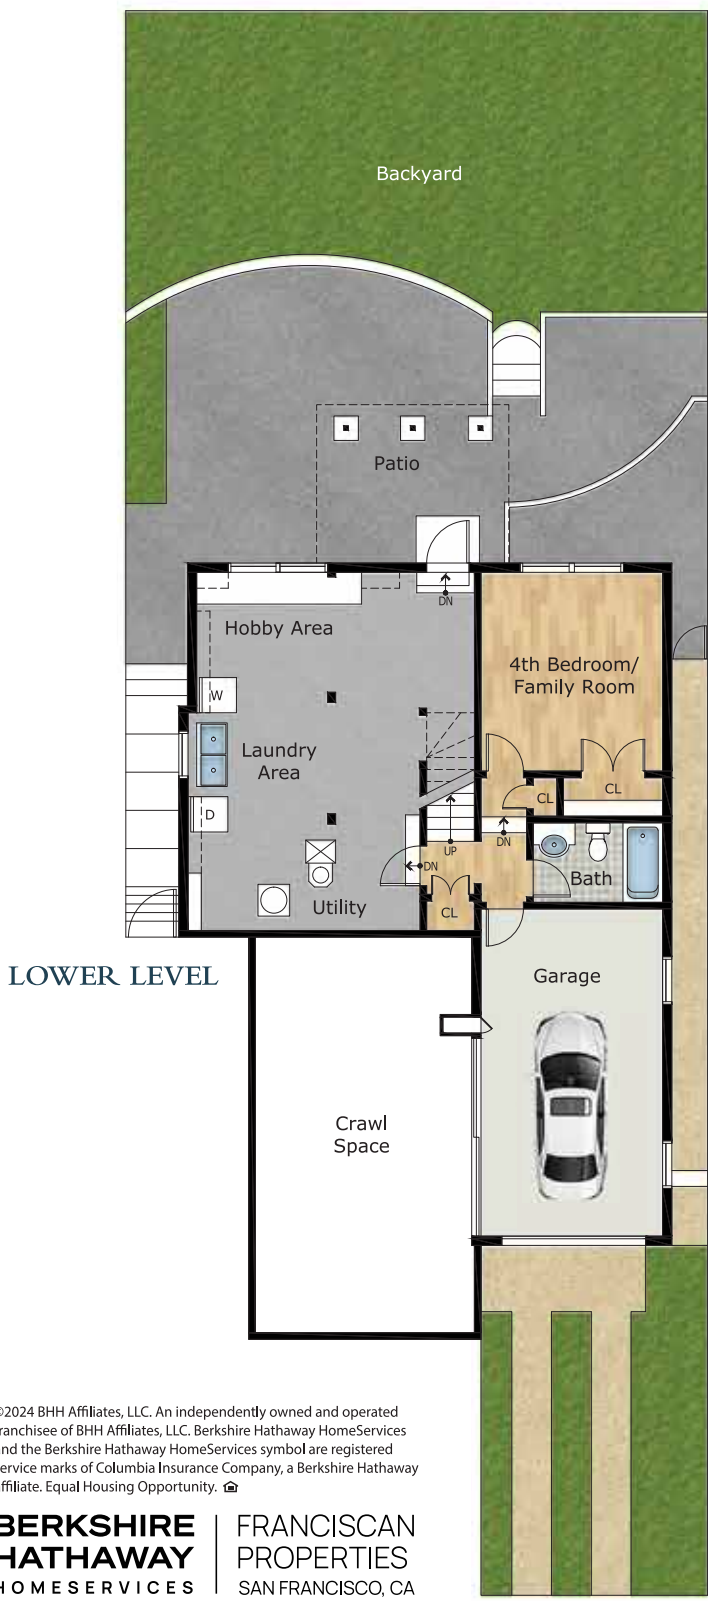 Backyard
Patio
DN
Hobby Area
4th Bedroom/
Family Room
W
Laundry
Area
CL
CL
D
UP
DN
DN
Bath
Utility
CL
LOWER LEVEL
Garage
Crawl
Space
©2024 BHH Affiliates, LLC. An independently owned and operated
franchisee of BHH Affiliates, LLC. Berkshire Hathaway HomeServices
and the Berkshire Hathaway HomeServices symbol are registered
service marks of Columbia Insurance Company, a Berkshire Hathaway
affiliate. Equal Housing Opportunity.
BERKSHIRE
HATHAWAY
HOMESERVICES
FRANCISCAN
PROPERTIES
SAN FRANCISCO, CA